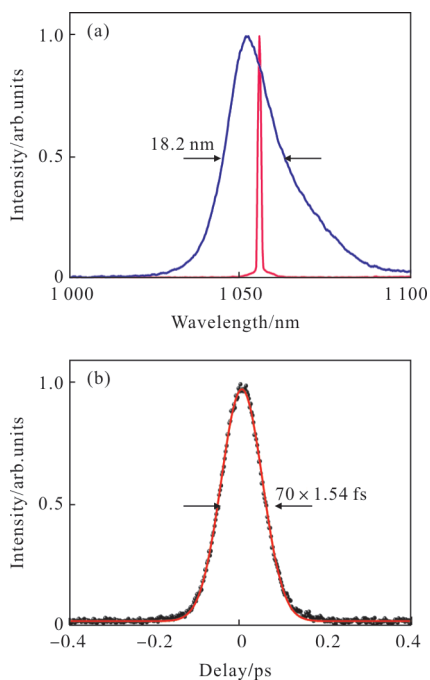 (a)
1.0
0.5
0
18.2 nm
Intensity/arb.units
1 000
1 050
1 100
Wavelength/nm
(b)
1.0
0.5
0
70 × 1.54 fs
Intensity/arb.units
−0.4
−0.2
0
0.2
0.4
Delay/ps